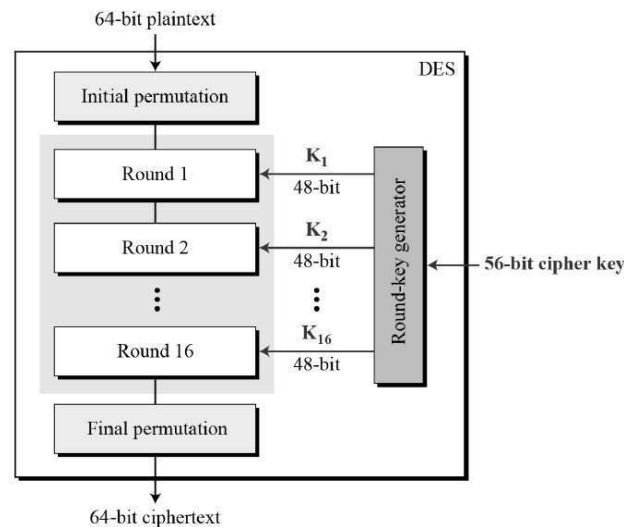 64-bit plaintext
DES
Initial permutation
K₁
Round 1
48-bit
K₂
Round 2
48-bit
Round-key generator
56-bit cipher key
K₁₆
Round 16
48-bit
Final permutation
64-bit ciphertext